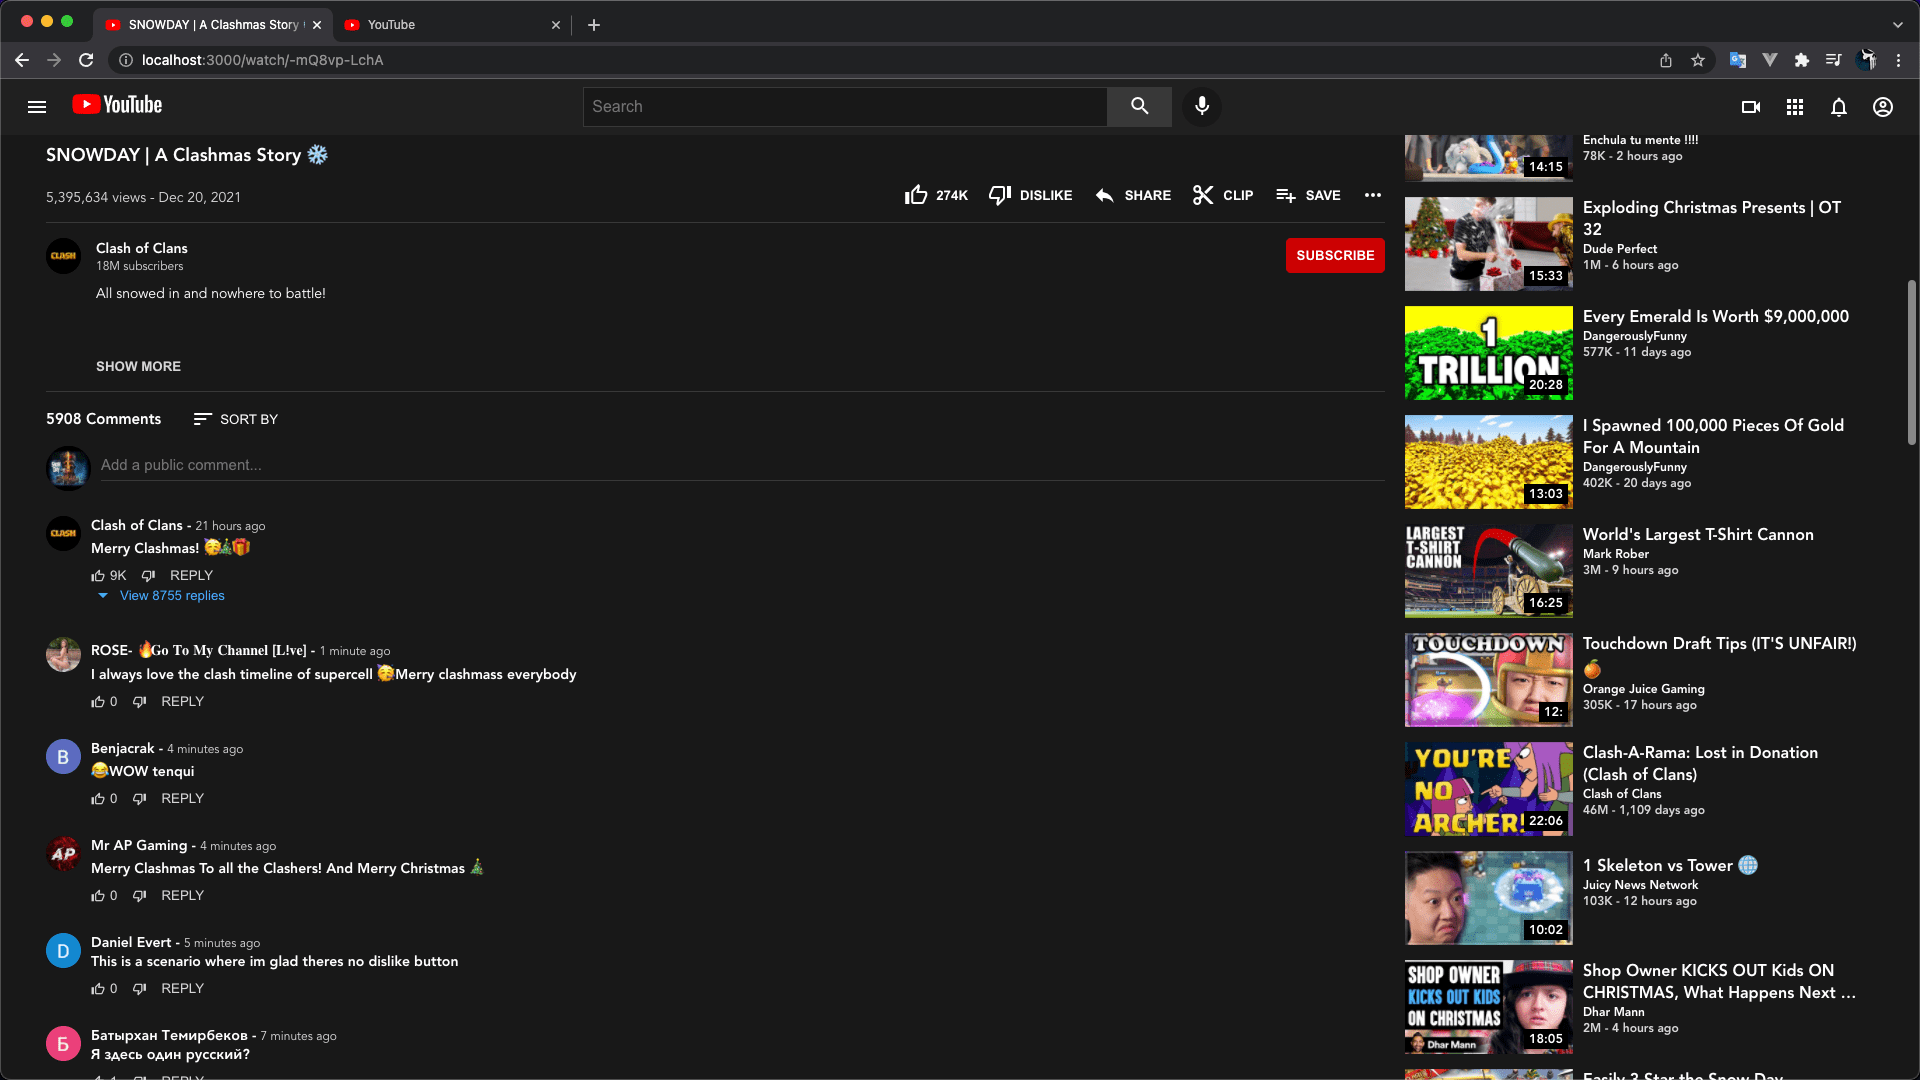 SNOWDAY | A Clashmas Story
YouTube
localhost:3000/watch/-mQ8vp-LchA
YouTube
Search
SNOWDAY | A Clashmas Story ❄️
5,395,634 views - Dec 20, 2021
274K
DISLIKE
SHARE
CLIP
SAVE
CLASH
Clash of Clans
18M subscribers
SUBSCRIBE
All snowed in and nowhere to battle!
SHOW MORE
5908 Comments
SORT BY
Add a public comment...
CLASH
Clash of Clans - 21 hours ago
Merry Clashmas! 🥳🎄🎁
9K
REPLY
View 8755 replies
ROSE- 🔥𝐆𝐨 𝐓𝐨 𝐌𝐲 𝐂𝐡𝐚𝐧𝐧𝐞𝐥 [𝐋!𝐯𝐞] - 1 minute ago
I always love the clash timeline of supercell 🥳Merry clashmass everybody
0
REPLY
B
Benjacrak - 4 minutes ago
😂WOW tenqui
0
REPLY
AP
Mr AP Gaming - 4 minutes ago
Merry Clashmas To all the Clashers! And Merry Christmas 🎄
0
REPLY
D
Daniel Evert - 5 minutes ago
This is a scenario where im glad theres no dislike button
0
REPLY
Б
Батырхан Темирбеков - 7 minutes ago
Я здесь один русский?
1
REPLY
14:15
Enchula tu mente !!!!
78K - 2 hours ago
15:33
Exploding Christmas Presents | OT
32
Dude Perfect
1M - 6 hours ago
1
TRILLION
20:28
Every Emerald Is Worth $9,000,000
DangerouslyFunny
577K - 11 days ago
13:03
I Spawned 100,000 Pieces Of Gold
For A Mountain
DangerouslyFunny
402K - 20 days ago
LARGEST
T-SHIRT
CANNON
16:25
World's Largest T-Shirt Cannon
Mark Rober
3M - 9 hours ago
TOUCHDOWN
12:
Touchdown Draft Tips (IT'S UNFAIR!)
🍊
Orange Juice Gaming
305K - 17 hours ago
YOU'RE
NO
ARCHER!
22:06
Clash-A-Rama: Lost in Donation
(Clash of Clans)
Clash of Clans
46M - 1,109 days ago
10:02
1 Skeleton vs Tower 🌐
Juicy News Network
103K - 12 hours ago
SHOP OWNER
KICKS OUT KIDS
ON CHRISTMAS
Dhar Mann
18:05
Shop Owner KICKS OUT Kids ON
CHRISTMAS, What Happens Next ...
Dhar Mann
2M - 4 hours ago
Easily 3 Star the Snow Day